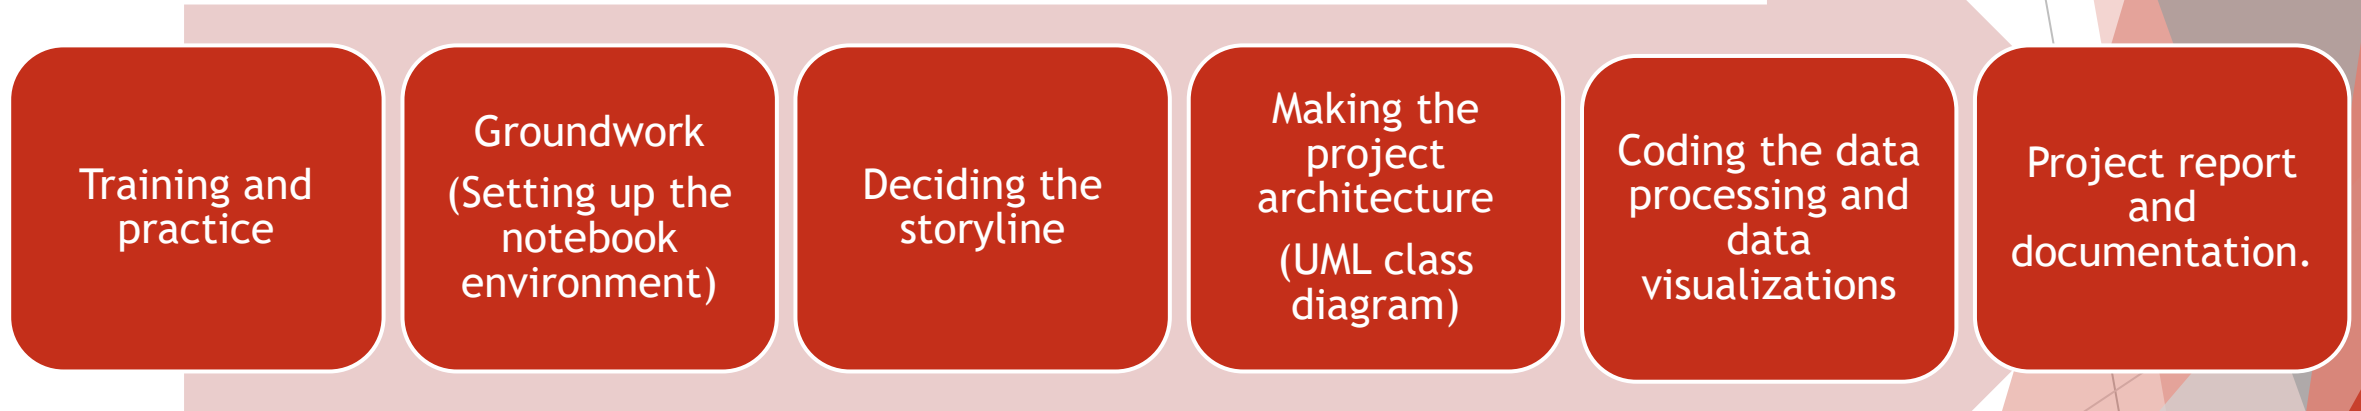 Training and
practice
Groundwork
(Setting up the
notebook
environment)
Deciding the
storyline
Making the
project
architecture
(UML class
diagram)
Coding the data
processing and
data
visualizations
Project report
and
documentation.